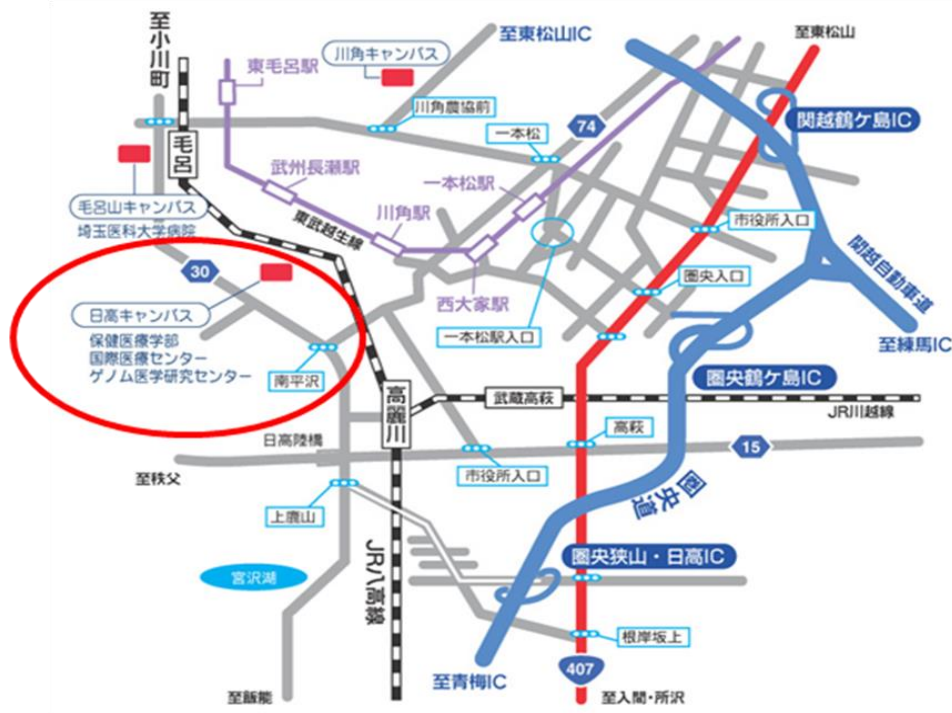 至小川町
東毛呂駅
川角キャンパス
至東松山IC
至東松山
川角農協前
74
関越鶴ケ島IC
一本松
毛呂
武州長瀬駅
一本松駅
毛呂山キャンパス
埼玉医科大学病院
東武越生線
川角駅
市役所入口
関越自動車道
30
圏央入口
西大家駅
日高キャンパス
保健医療学部
国際医療センター
ゲノム医学研究センター
一本松駅入口
至練馬IC
南平沢
圏央鶴ケ島IC
高麗川
武蔵高萩
JR川越線
日高陸橋
高萩
15
至秩父
市役所入口
圏央道
上鹿山
JR八高線
圏央狭山・日高IC
宮沢湖
根岸坂上
407
至青梅IC
至飯能
至入間・所沢